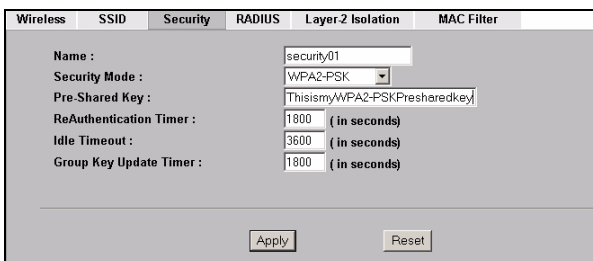 Wireless SSID Security RADIUS Layer-2 Isolation MAC Filter
Name : security01
Security Mode : WPA2-PSK
Pre-Shared Key : ThisismyWPA2-PSKPresharedkey
ReAuthentication Timer : 1800 ( in seconds)
Idle Timeout : 3600 ( in seconds)
Group Key Update Timer : 1800 ( in seconds)
Apply Reset